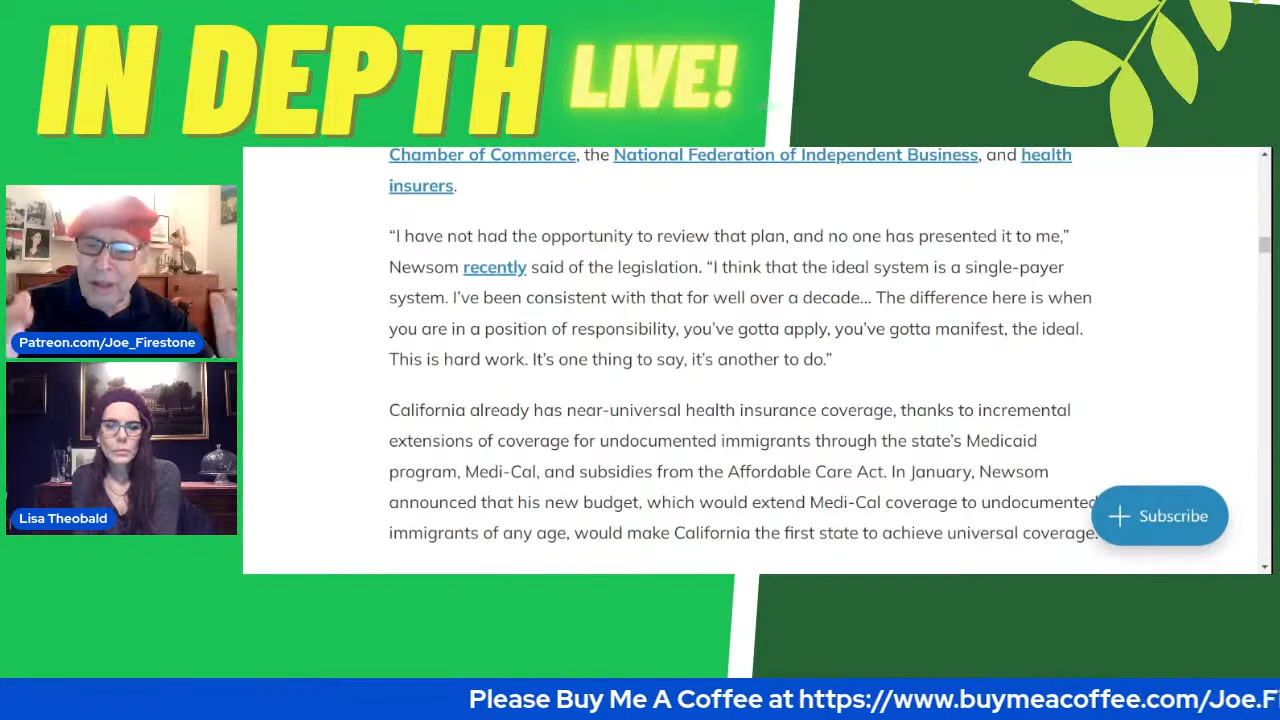 IN DEPTH LIVE!
Chamber of Commerce, the National Federation of Independent Business, and health
insurers.
“I have not had the opportunity to review that plan, and no one has presented it to me,”
Newsom recently said of the legislation. “I think that the ideal system is a single-payer
system. I’ve been consistent with that for well over a decade... The difference here is when
you are in a position of responsibility, you’ve gotta apply, you’ve gotta manifest, the ideal.
This is hard work. It’s one thing to say, it’s another to do.”
California already has near-universal health insurance coverage, thanks to incremental
extensions of coverage for undocumented immigrants through the state’s Medicaid
program, Medi-Cal, and subsidies from the Affordable Care Act. In January, Newsom
announced that his new budget, which would extend Medi-Cal coverage to undocumented
immigrants of any age, would make California the first state to achieve universal coverage.
Subscribe
Patreon.com/Joe_Firestone
Lisa Theobald
Please Buy Me A Coffee at https://www.buymeacoffee.com/Joe.F